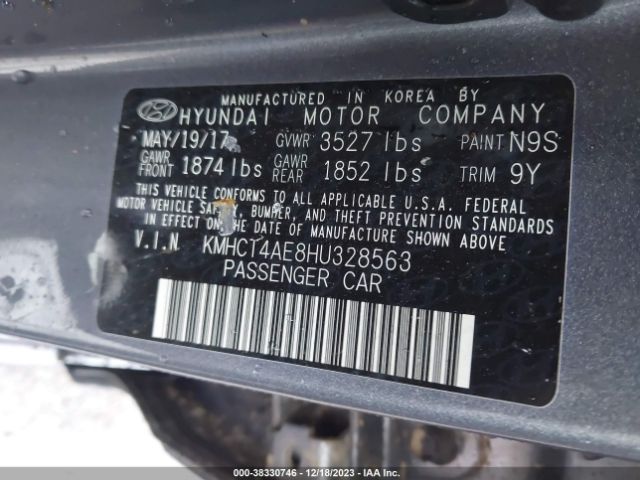 MANUFACTURED IN KOREA BY
HYUNDAI MOTOR COMPANY
MAY/19/17 GVWR 3527 lbs PAINT N9S
GAWR FRONT 1874 lbs GAWR REAR 1852 lbs TRIM 9Y
THIS VEHICLE CONFORMS TO ALL APPLICABLE U.S.A. FEDERAL
MOTOR VEHICLE SAFETY, BUMPER, AND THEFT PREVENTION STANDARDS
IN EFFECT ON THE DATE OF MANUFACTURE SHOWN ABOVE
V.I.N KMHCT4AE8HU328563
PASSENGER CAR
000-38330746 - 12/18/2023 - IAAI.COM